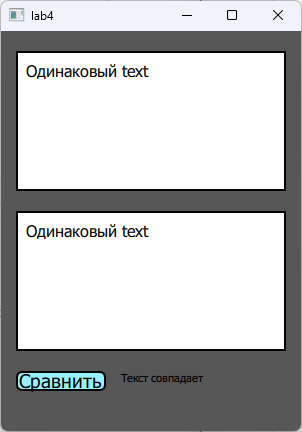 lab4
Одинаковый text
Одинаковый text
Сравнить
Текст совпадает